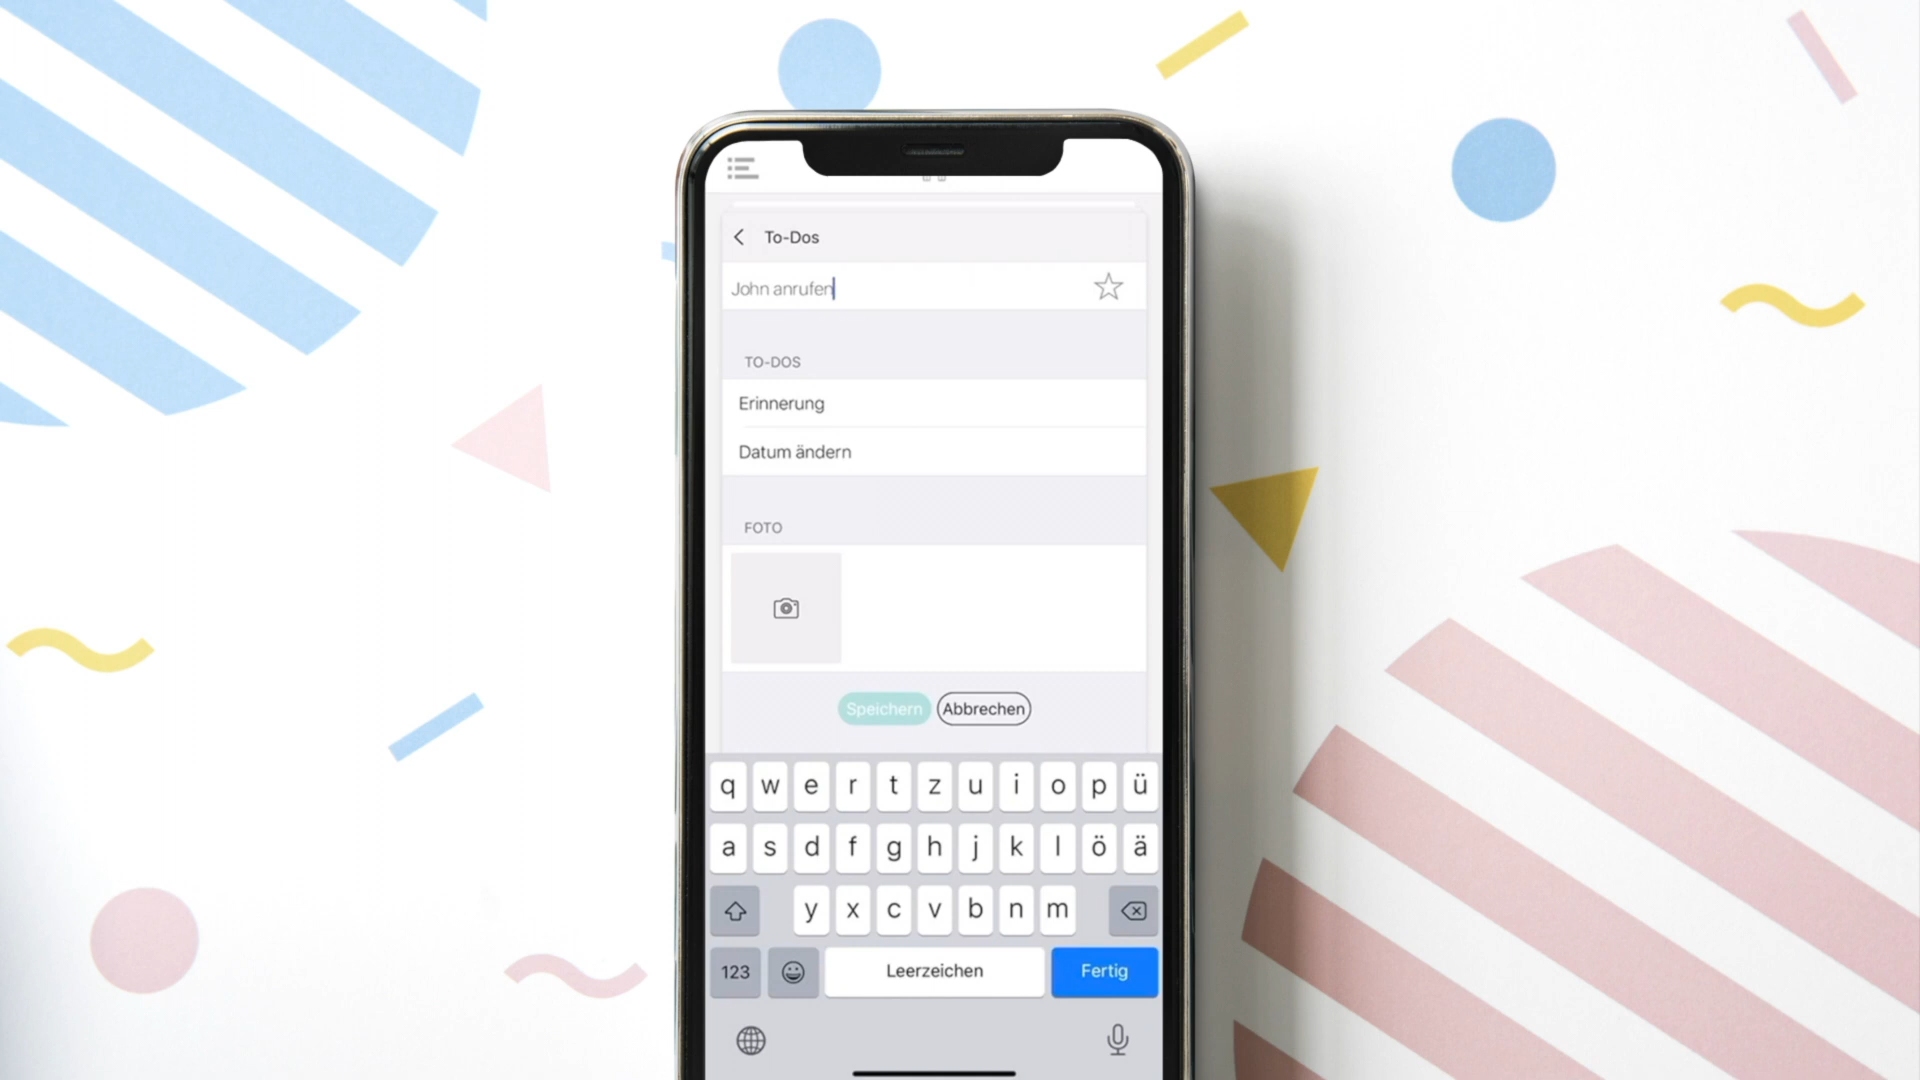 To-Dos
John anrufen
TO-DOS
Erinnerung
Datum ändern
FOTO
Speichern Abbrechen
q w e r t z u i o p ü
a s d f g h j k l ö ä
y x c v b n m
123 Leerzeichen Fertig